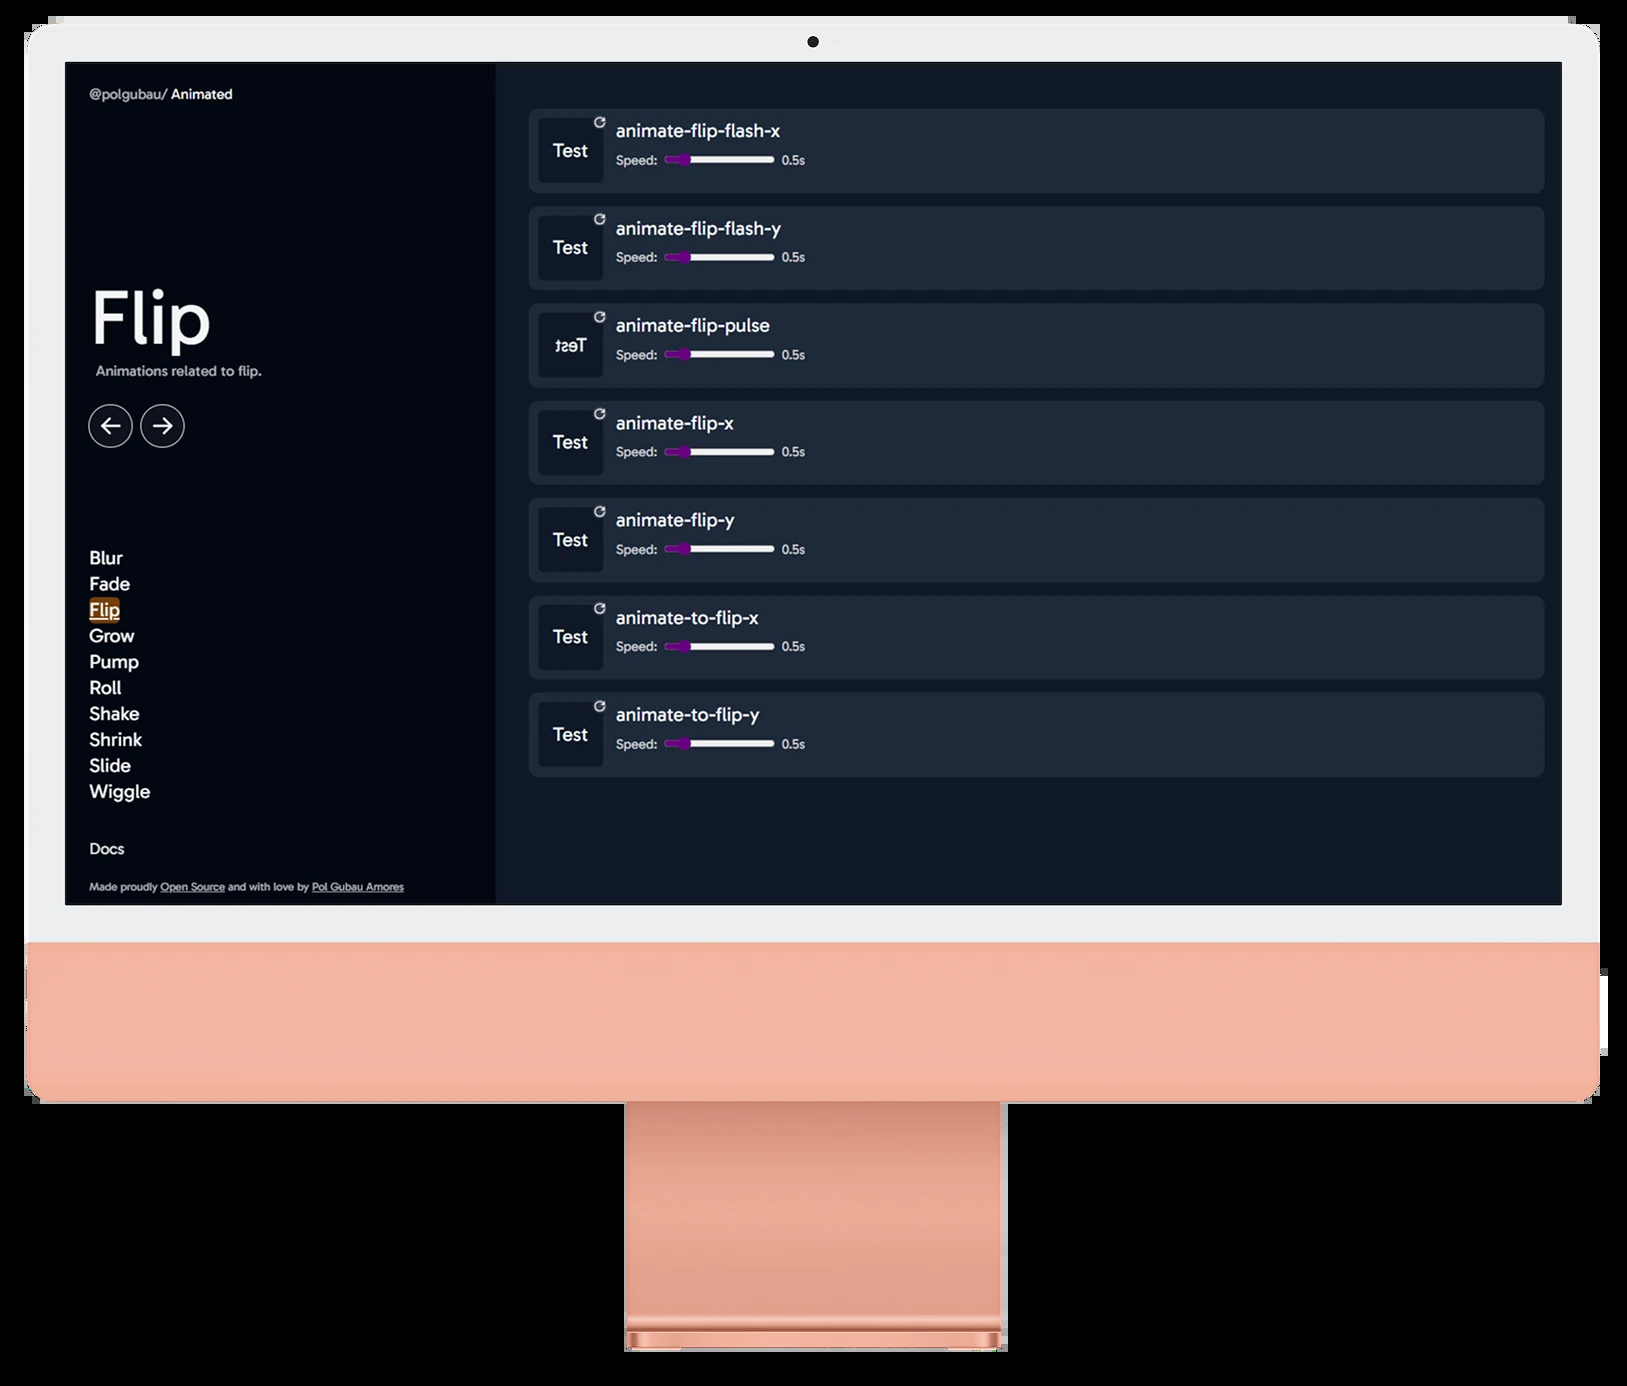 @polgubau/ Animated
Flip
Animations related to flip.
Blur
Fade
Flip
Grow
Pump
Roll
Shake
Shrink
Slide
Wiggle
Docs
Made proudly Open Source and with love by Pol Gubau Amores
Test
animate-flip-flash-x
Speed: 0.5s
Test
animate-flip-flash-y
Speed: 0.5s
Test
animate-flip-pulse
Speed: 0.5s
Test
animate-flip-x
Speed: 0.5s
Test
animate-flip-y
Speed: 0.5s
Test
animate-to-flip-x
Speed: 0.5s
Test
animate-to-flip-y
Speed: 0.5s